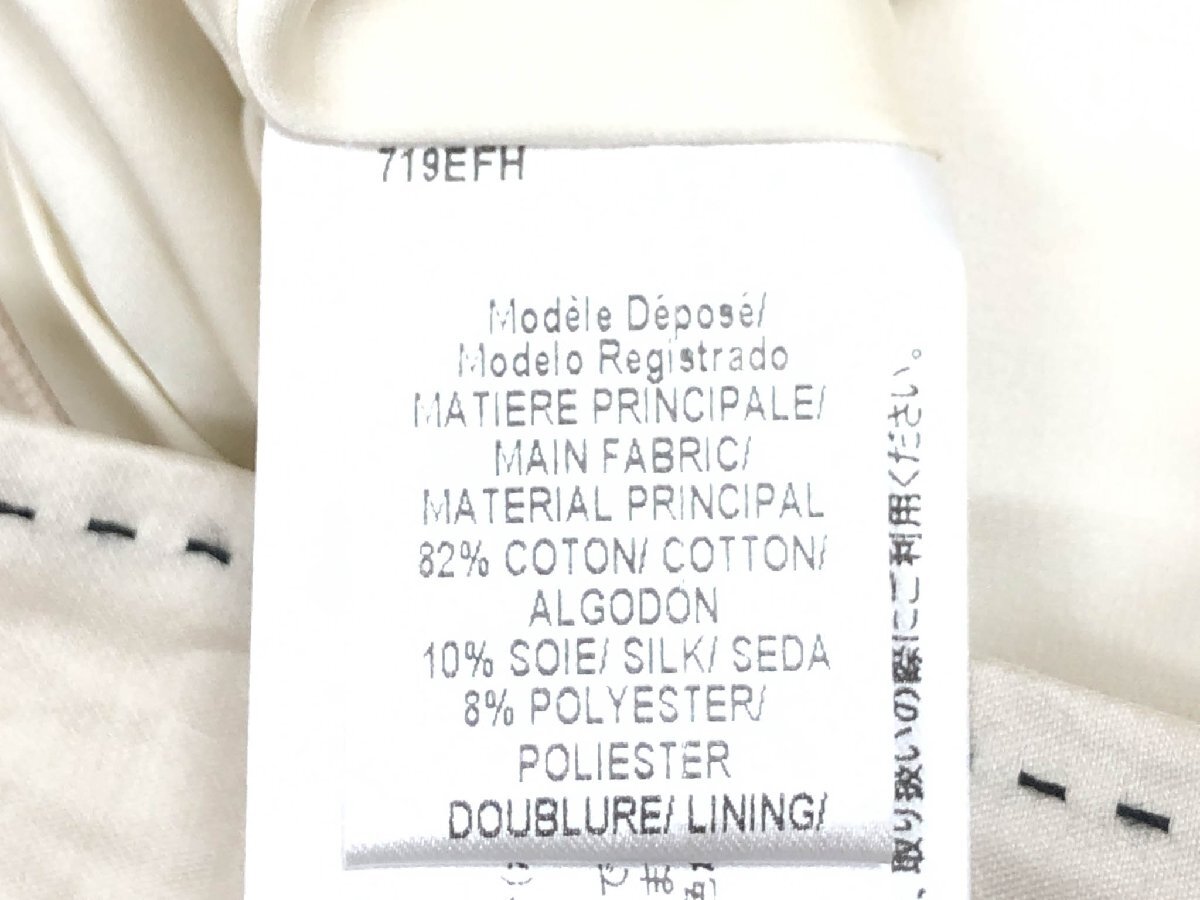 719EFH
Modèle Déposé/
Modelo Registrado
MATIERE PRINCIPALE/
MAIN FABRIC/
MATERIAL PRINCIPAL
82% COTON/ COTTON/
ALGODÓN
10% SOIE/ SILK/ SEDA
8% POLYESTER/
POLIESTER
DOUBLURE/ LINING/
、取り扱いの際にご利用ください。